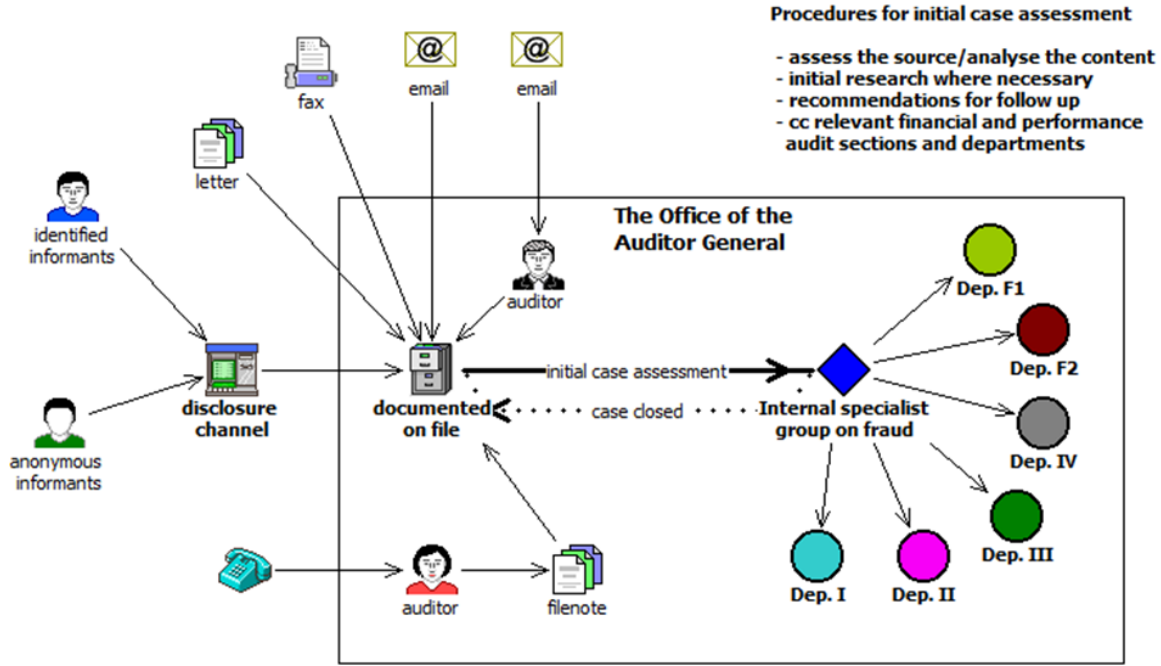 Procedures for initial case assessment
- assess the source/analyse the content
- initial research where necessary
- recommendations for follow up
- cc relevant financial and performance
audit sections and departments
@
email
@
email
fax
letter
identified
informants
The Office of the
Auditor General
auditor
Dep. F1
Dep. F2
disclosure
channel
documented
on file
initial case assessment
case closed
Internal specialist
group on fraud
Dep. IV
anonymous
informants
Dep. III
auditor
filenote
Dep. I
Dep. II